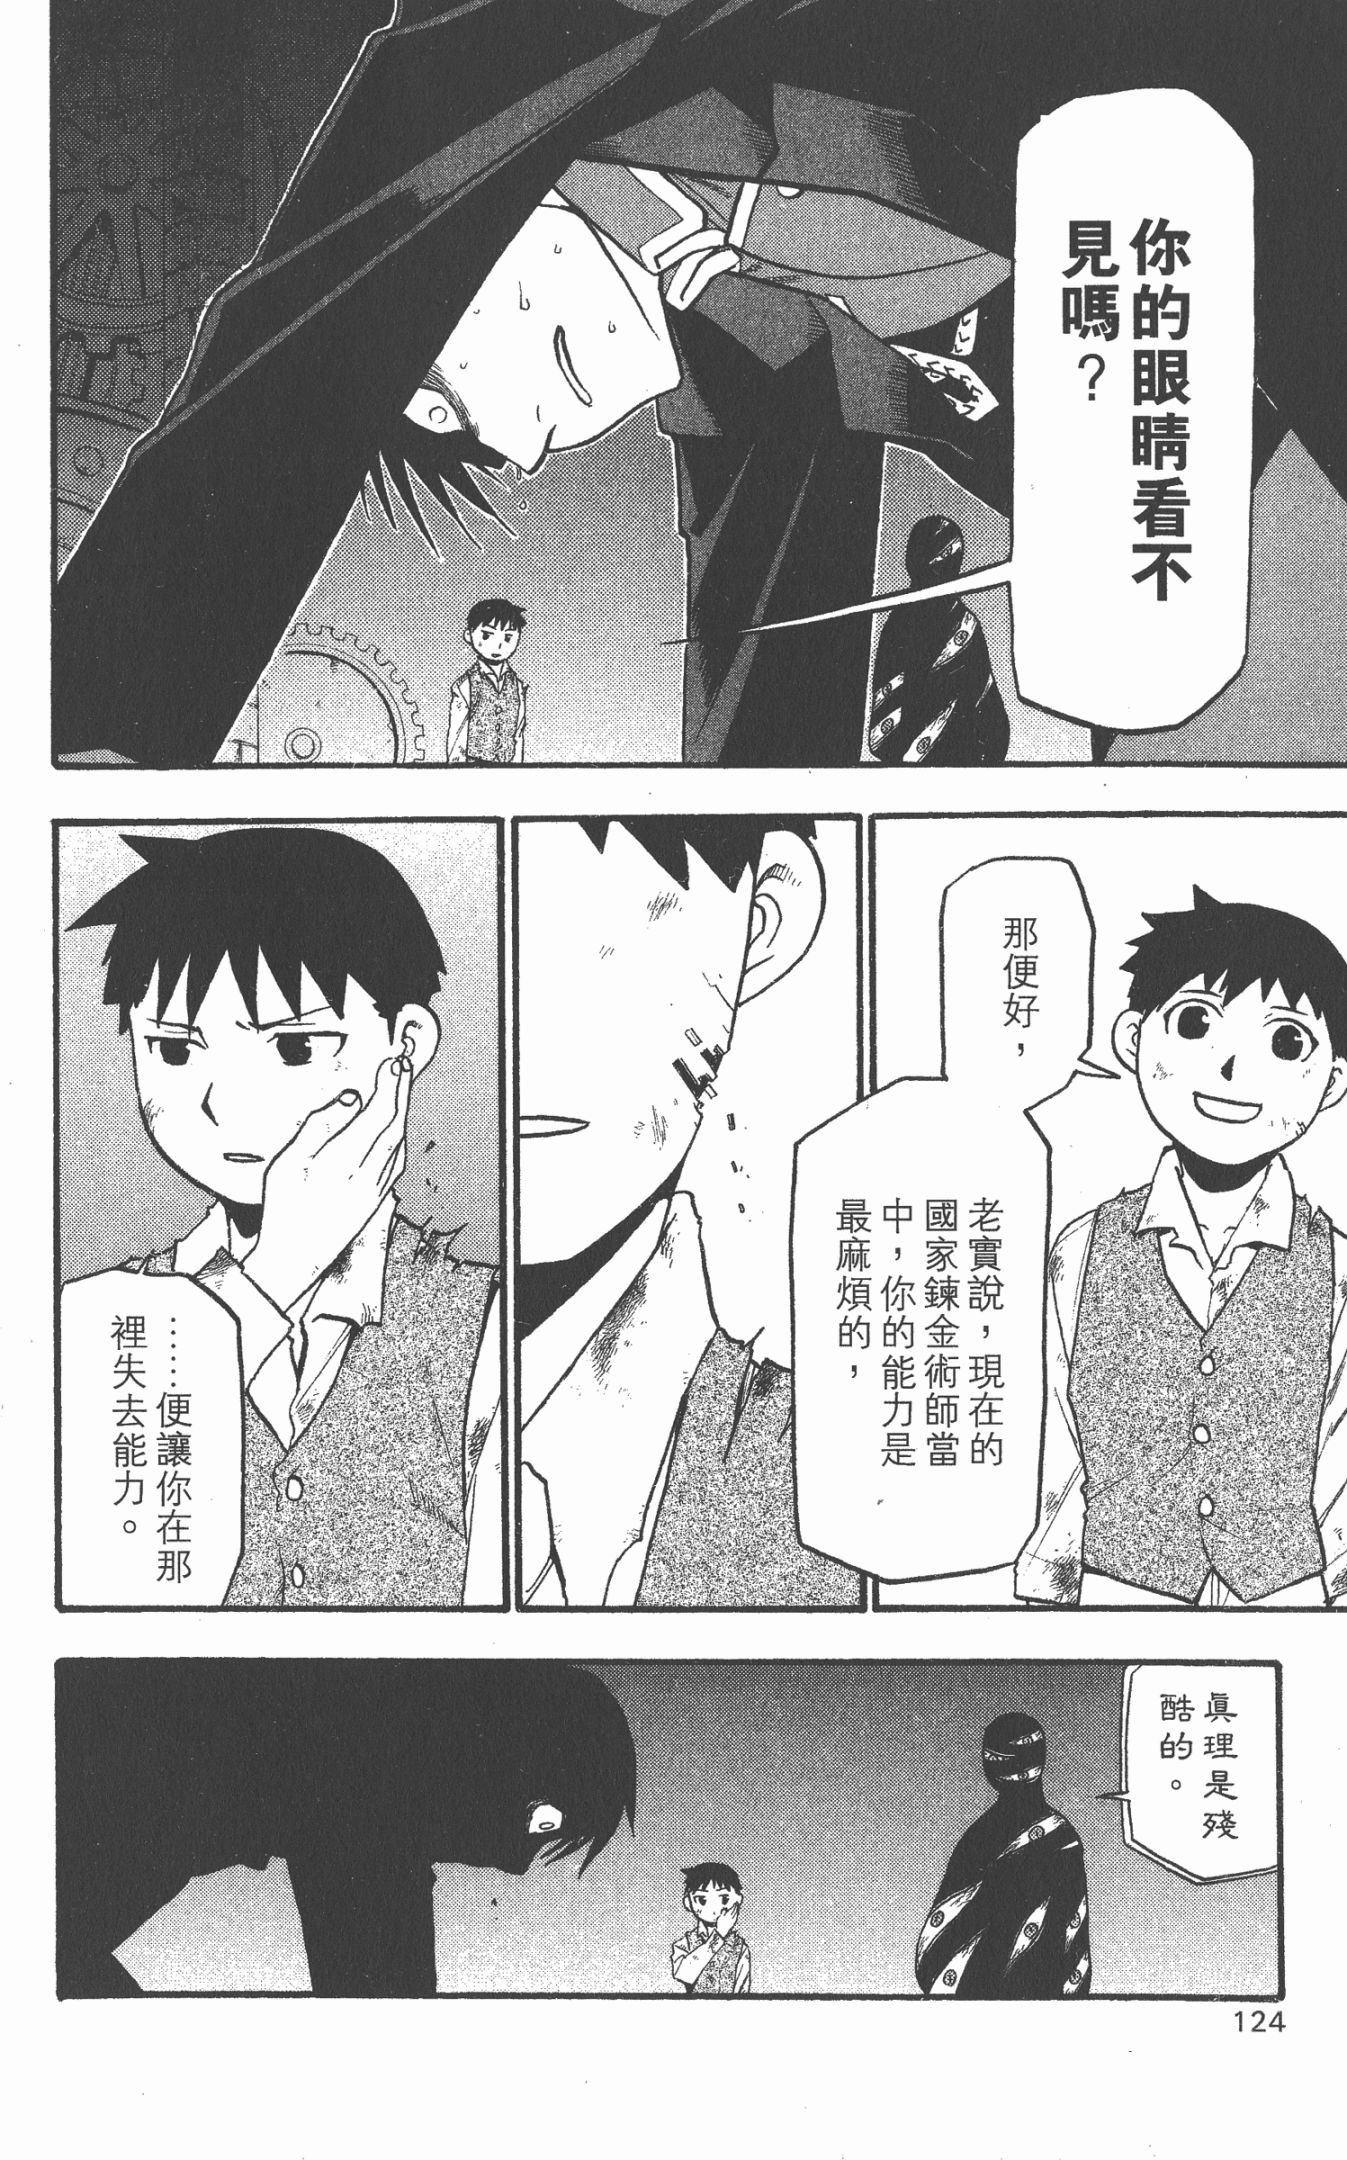 你的眼睛看不
見嗎？
那便好，
老實說，現在的
國家鍊金術師當
中，你的能力是
最麻煩的，
……便讓你在那
裡失去能力。
眞理是殘
酷的。
124